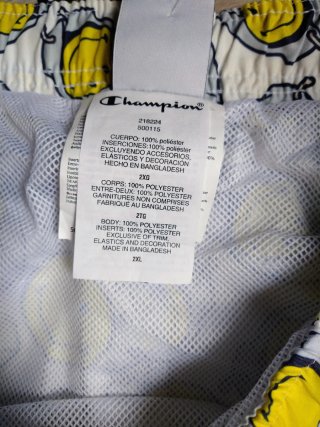 Champion
218224
500115
CUERPO: 100% poliéster
INSERCIONES: 100% poliéster
EXCLUYENDO ACCESORIOS,
ELÁSTICOS Y DECORACIÓN
HECHO EN BANGLADESH
2XG
CORPS: 100% POLYESTER
ENTRE-DEUX: 100% POLYESTER
GARNITURES NON COMPRISES
FABRIQUÉ AU BANGLADESH
2TG
BODY: 100% POLYESTER
INSERTS: 100% POLYESTER
EXCLUSIVE OF TRIM,
ELASTICS AND DECORATION
MADE IN BANGLADESH
2XL